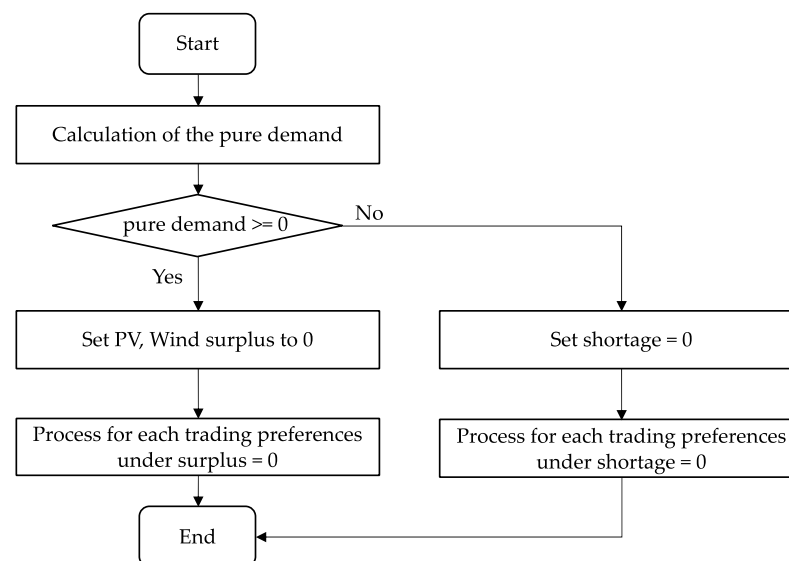 Start
Calculation of the pure demand
pure demand >= 0
No
Yes
Set PV, Wind surplus to 0
Set shortage = 0
Process for each trading preferences
under surplus = 0
Process for each trading preferences
under shortage = 0
End